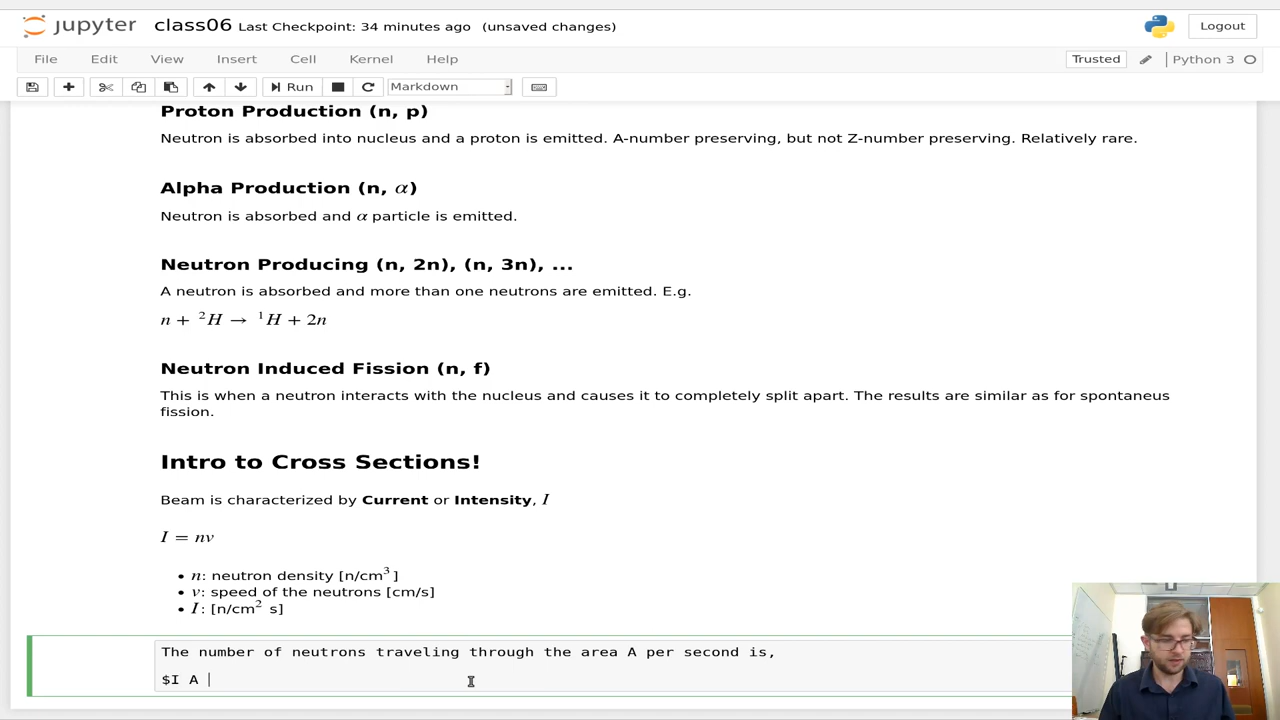 jupyter class06 Last Checkpoint: 34 minutes ago (unsaved changes) Logout
File Edit View Insert Cell Kernel Help Trusted Python 3
Run Markdown
Proton Production (n, p)
Neutron is absorbed into nucleus and a proton is emitted. A-number preserving, but not Z-number preserving. Relatively rare.
Alpha Production (n, α)
Neutron is absorbed and α particle is emitted.
Neutron Producing (n, 2n), (n, 3n), ...
A neutron is absorbed and more than one neutrons are emitted. E.g.
n + ²H → ¹H + 2n
Neutron Induced Fission (n, f)
This is when a neutron interacts with the nucleus and causes it to completely split apart. The results are similar as for spontaneus
fission.
Intro to Cross Sections!
Beam is characterized by Current or Intensity, I
I = nv
• n: neutron density [n/cm³]
• v: speed of the neutrons [cm/s]
• I: [n/cm² s]
The number of neutrons traveling through the area A per second is,
$I A